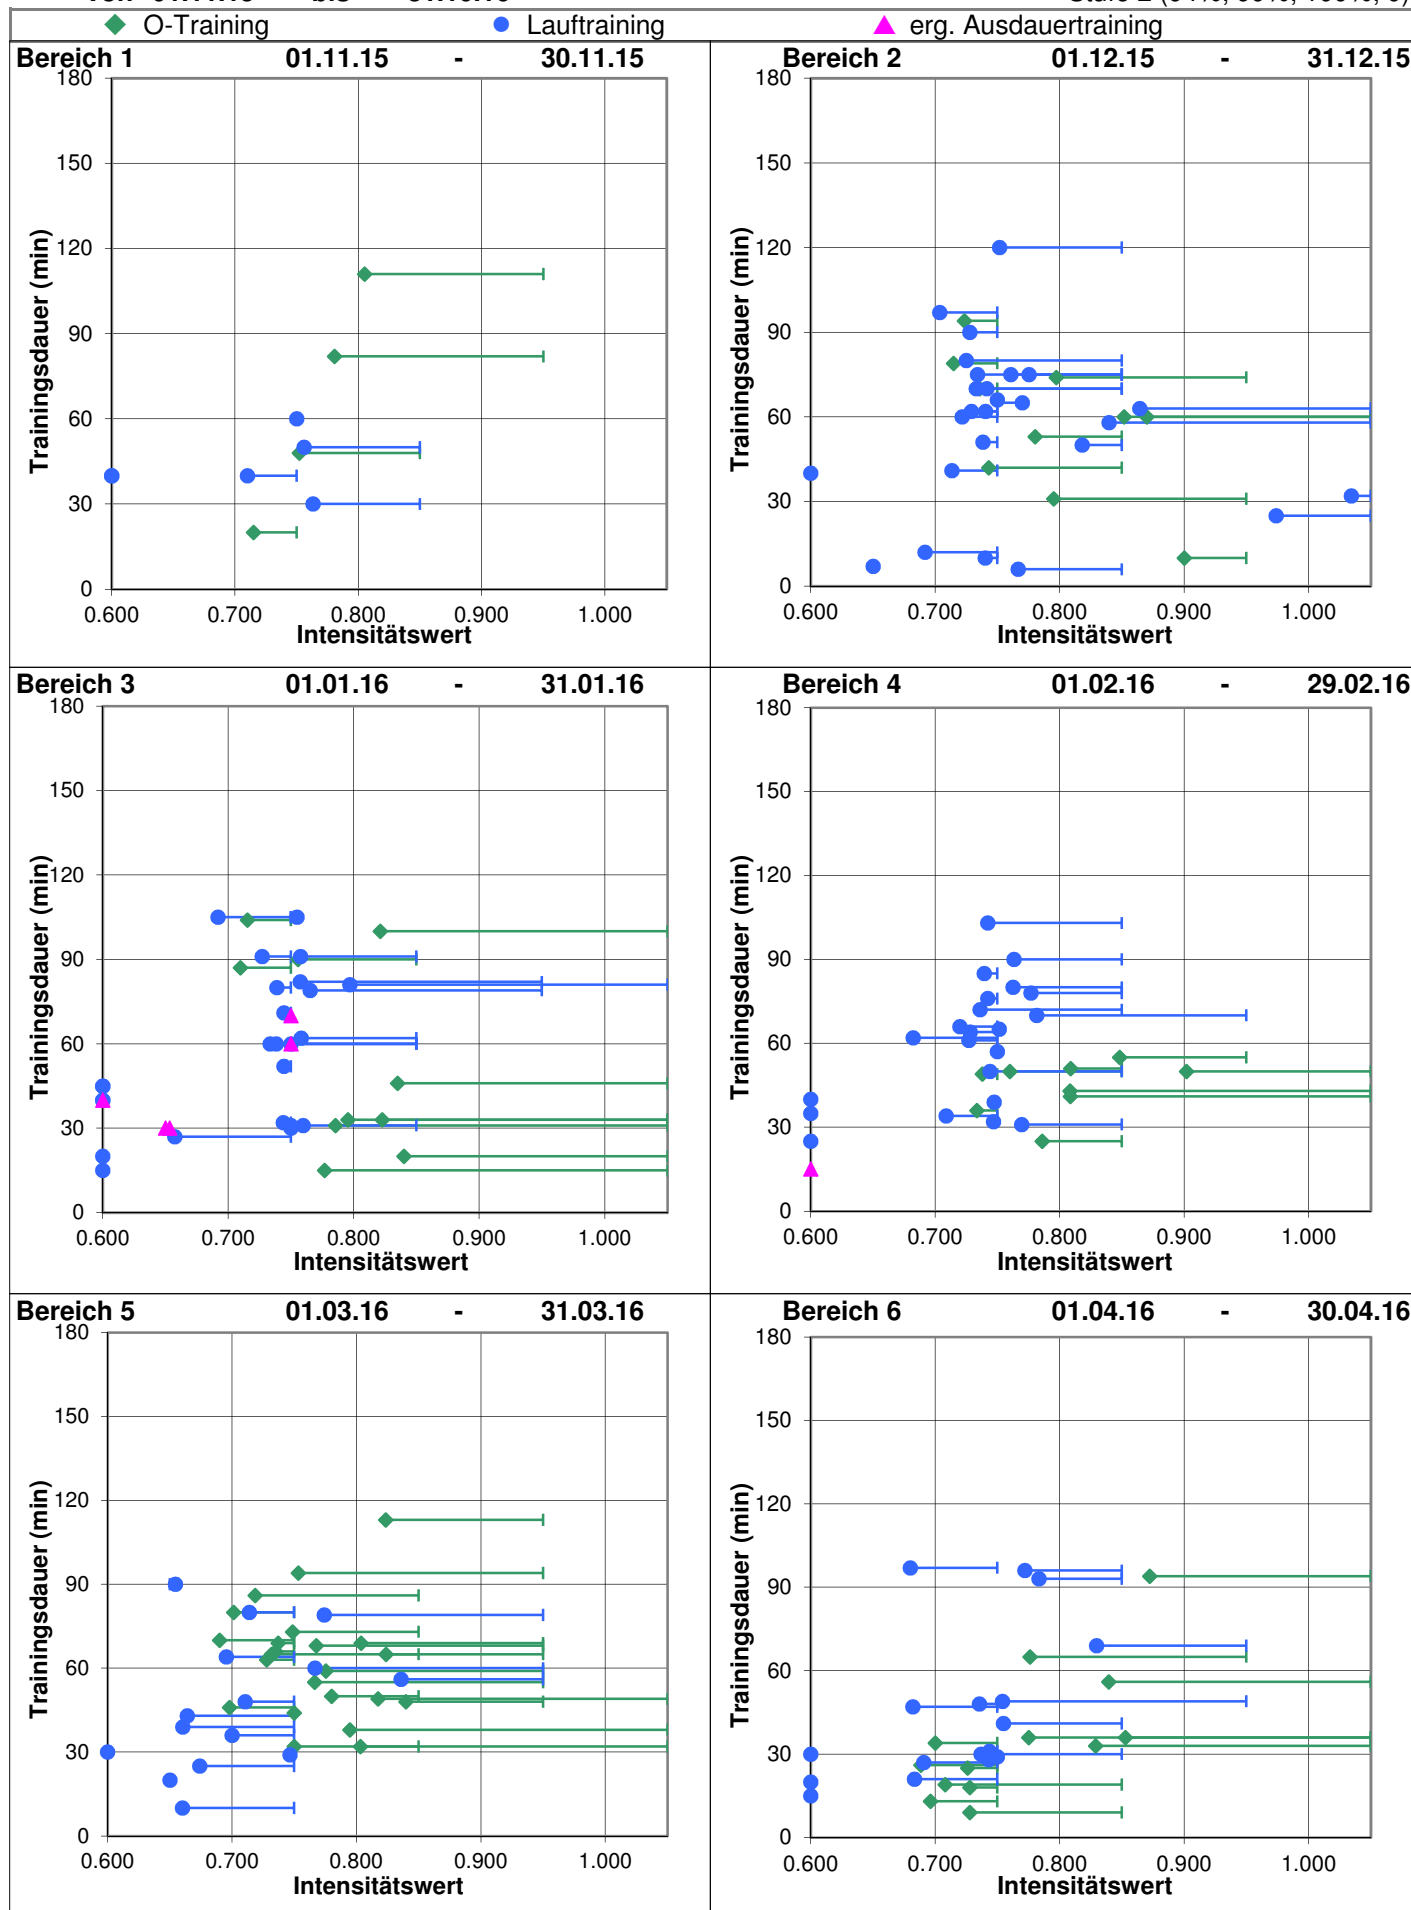 O-Training Lauftraining erg. Ausdauertraining
Bereich 1 01.11.15 - 30.11.15
180
150
120
90
60
30
0
Trainingsdauer (min)
0.600 0.700 0.800 0.900 1.000
Intensitätswert
Bereich 2 01.12.15 - 31.12.15
180
150
120
90
60
30
0
Trainingsdauer (min)
0.600 0.700 0.800 0.900 1.000
Intensitätswert
Bereich 3 01.01.16 - 31.01.16
180
150
120
90
60
30
0
Trainingsdauer (min)
0.600 0.700 0.800 0.900 1.000
Intensitätswert
Bereich 4 01.02.16 - 29.02.16
180
150
120
90
60
30
0
Trainingsdauer (min)
0.600 0.700 0.800 0.900 1.000
Intensitätswert
Bereich 5 01.03.16 - 31.03.16
180
150
120
90
60
30
0
Trainingsdauer (min)
0.600 0.700 0.800 0.900 1.000
Intensitätswert
Bereich 6 01.04.16 - 30.04.16
180
150
120
90
60
30
0
Trainingsdauer (min)
0.600 0.700 0.800 0.900 1.000
Intensitätswert